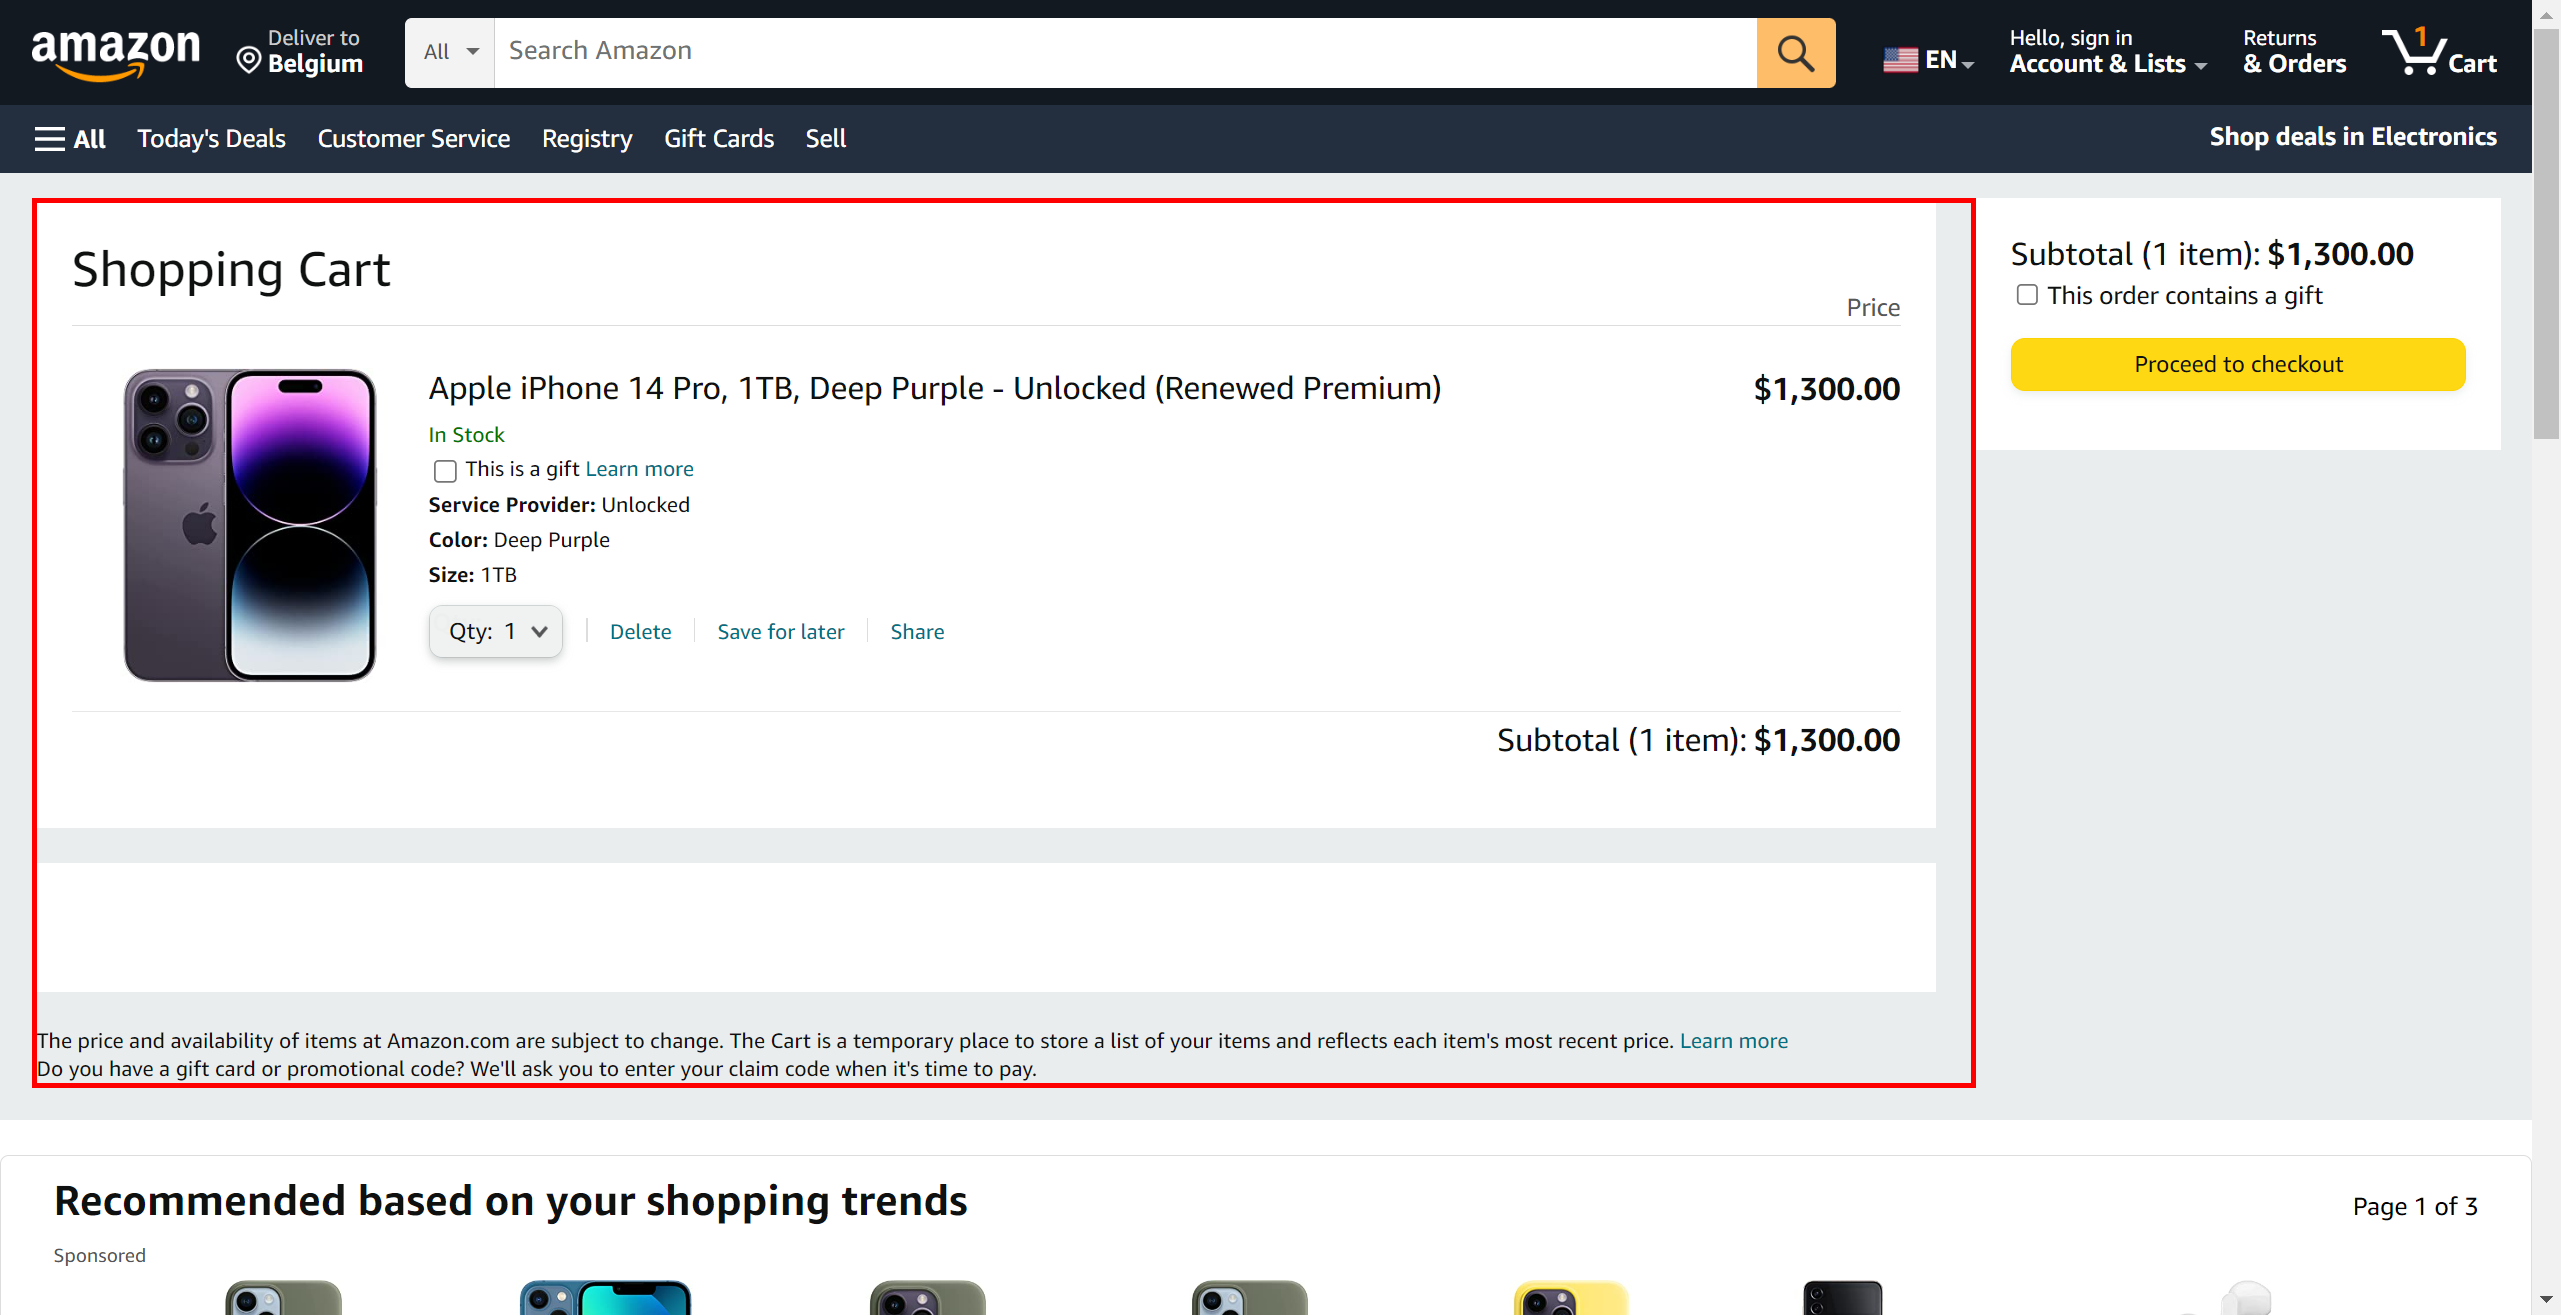 amazon
Deliver to
Belgium
All
Search Amazon
EN
Hello, sign in
Account & Lists
Returns
& Orders
1
Cart
All
Today's Deals
Customer Service
Registry
Gift Cards
Sell
Shop deals in Electronics
Shopping Cart
Price
Apple iPhone 14 Pro, 1TB, Deep Purple - Unlocked (Renewed Premium)
$1,300.00
In Stock
This is a gift Learn more
Service Provider: Unlocked
Color: Deep Purple
Size: 1TB
Qty: 1
Delete
Save for later
Share
Subtotal (1 item): $1,300.00
The price and availability of items at Amazon.com are subject to change. The Cart is a temporary place to store a list of your items and reflects each item's most recent price. Learn more
Do you have a gift card or promotional code? We'll ask you to enter your claim code when it's time to pay.
Subtotal (1 item): $1,300.00
This order contains a gift
Proceed to checkout
Recommended based on your shopping trends
Page 1 of 3
Sponsored